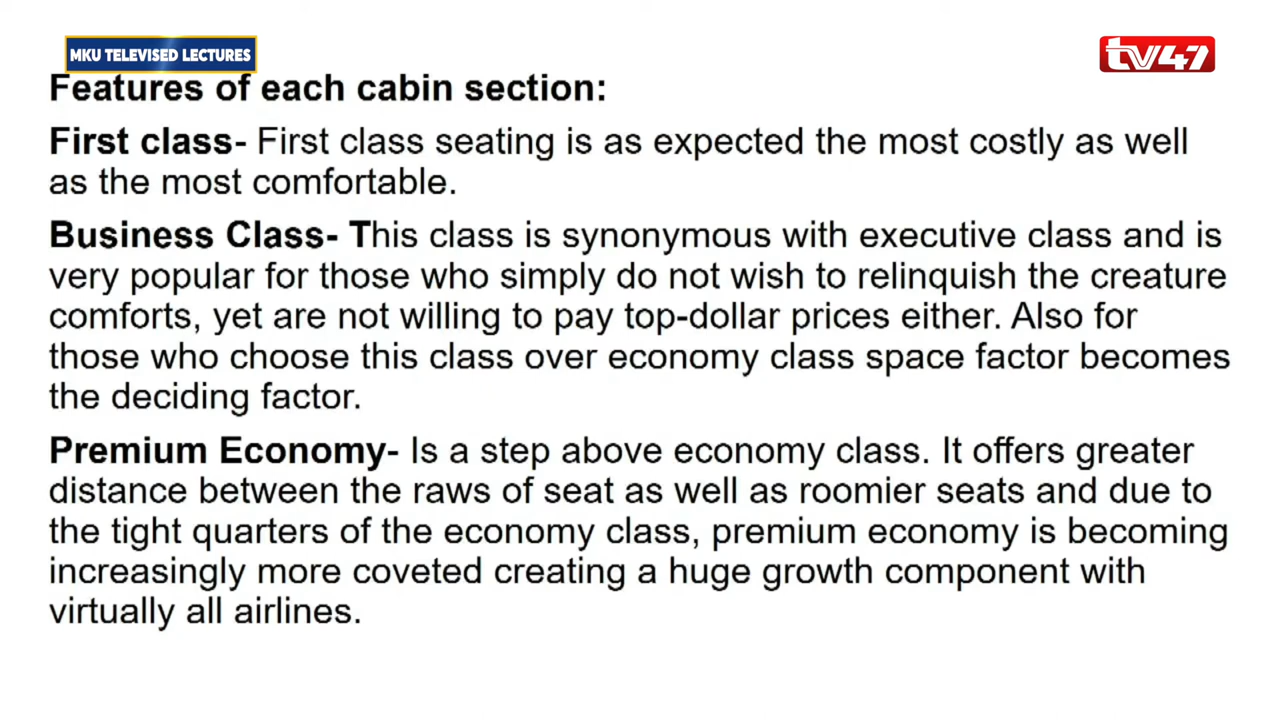 MKU TELEVISED LECTURES
tv47
Features of each cabin section:
First class- First class seating is as expected the most costly as well
as the most comfortable.
Business Class- This class is synonymous with executive class and is
very popular for those who simply do not wish to relinquish the creature
comforts, yet are not willing to pay top-dollar prices either. Also for
those who choose this class over economy class space factor becomes
the deciding factor.
Premium Economy- Is a step above economy class. It offers greater
distance between the raws of seat as well as roomier seats and due to
the tight quarters of the economy class, premium economy is becoming
increasingly more coveted creating a huge growth component with
virtually all airlines.